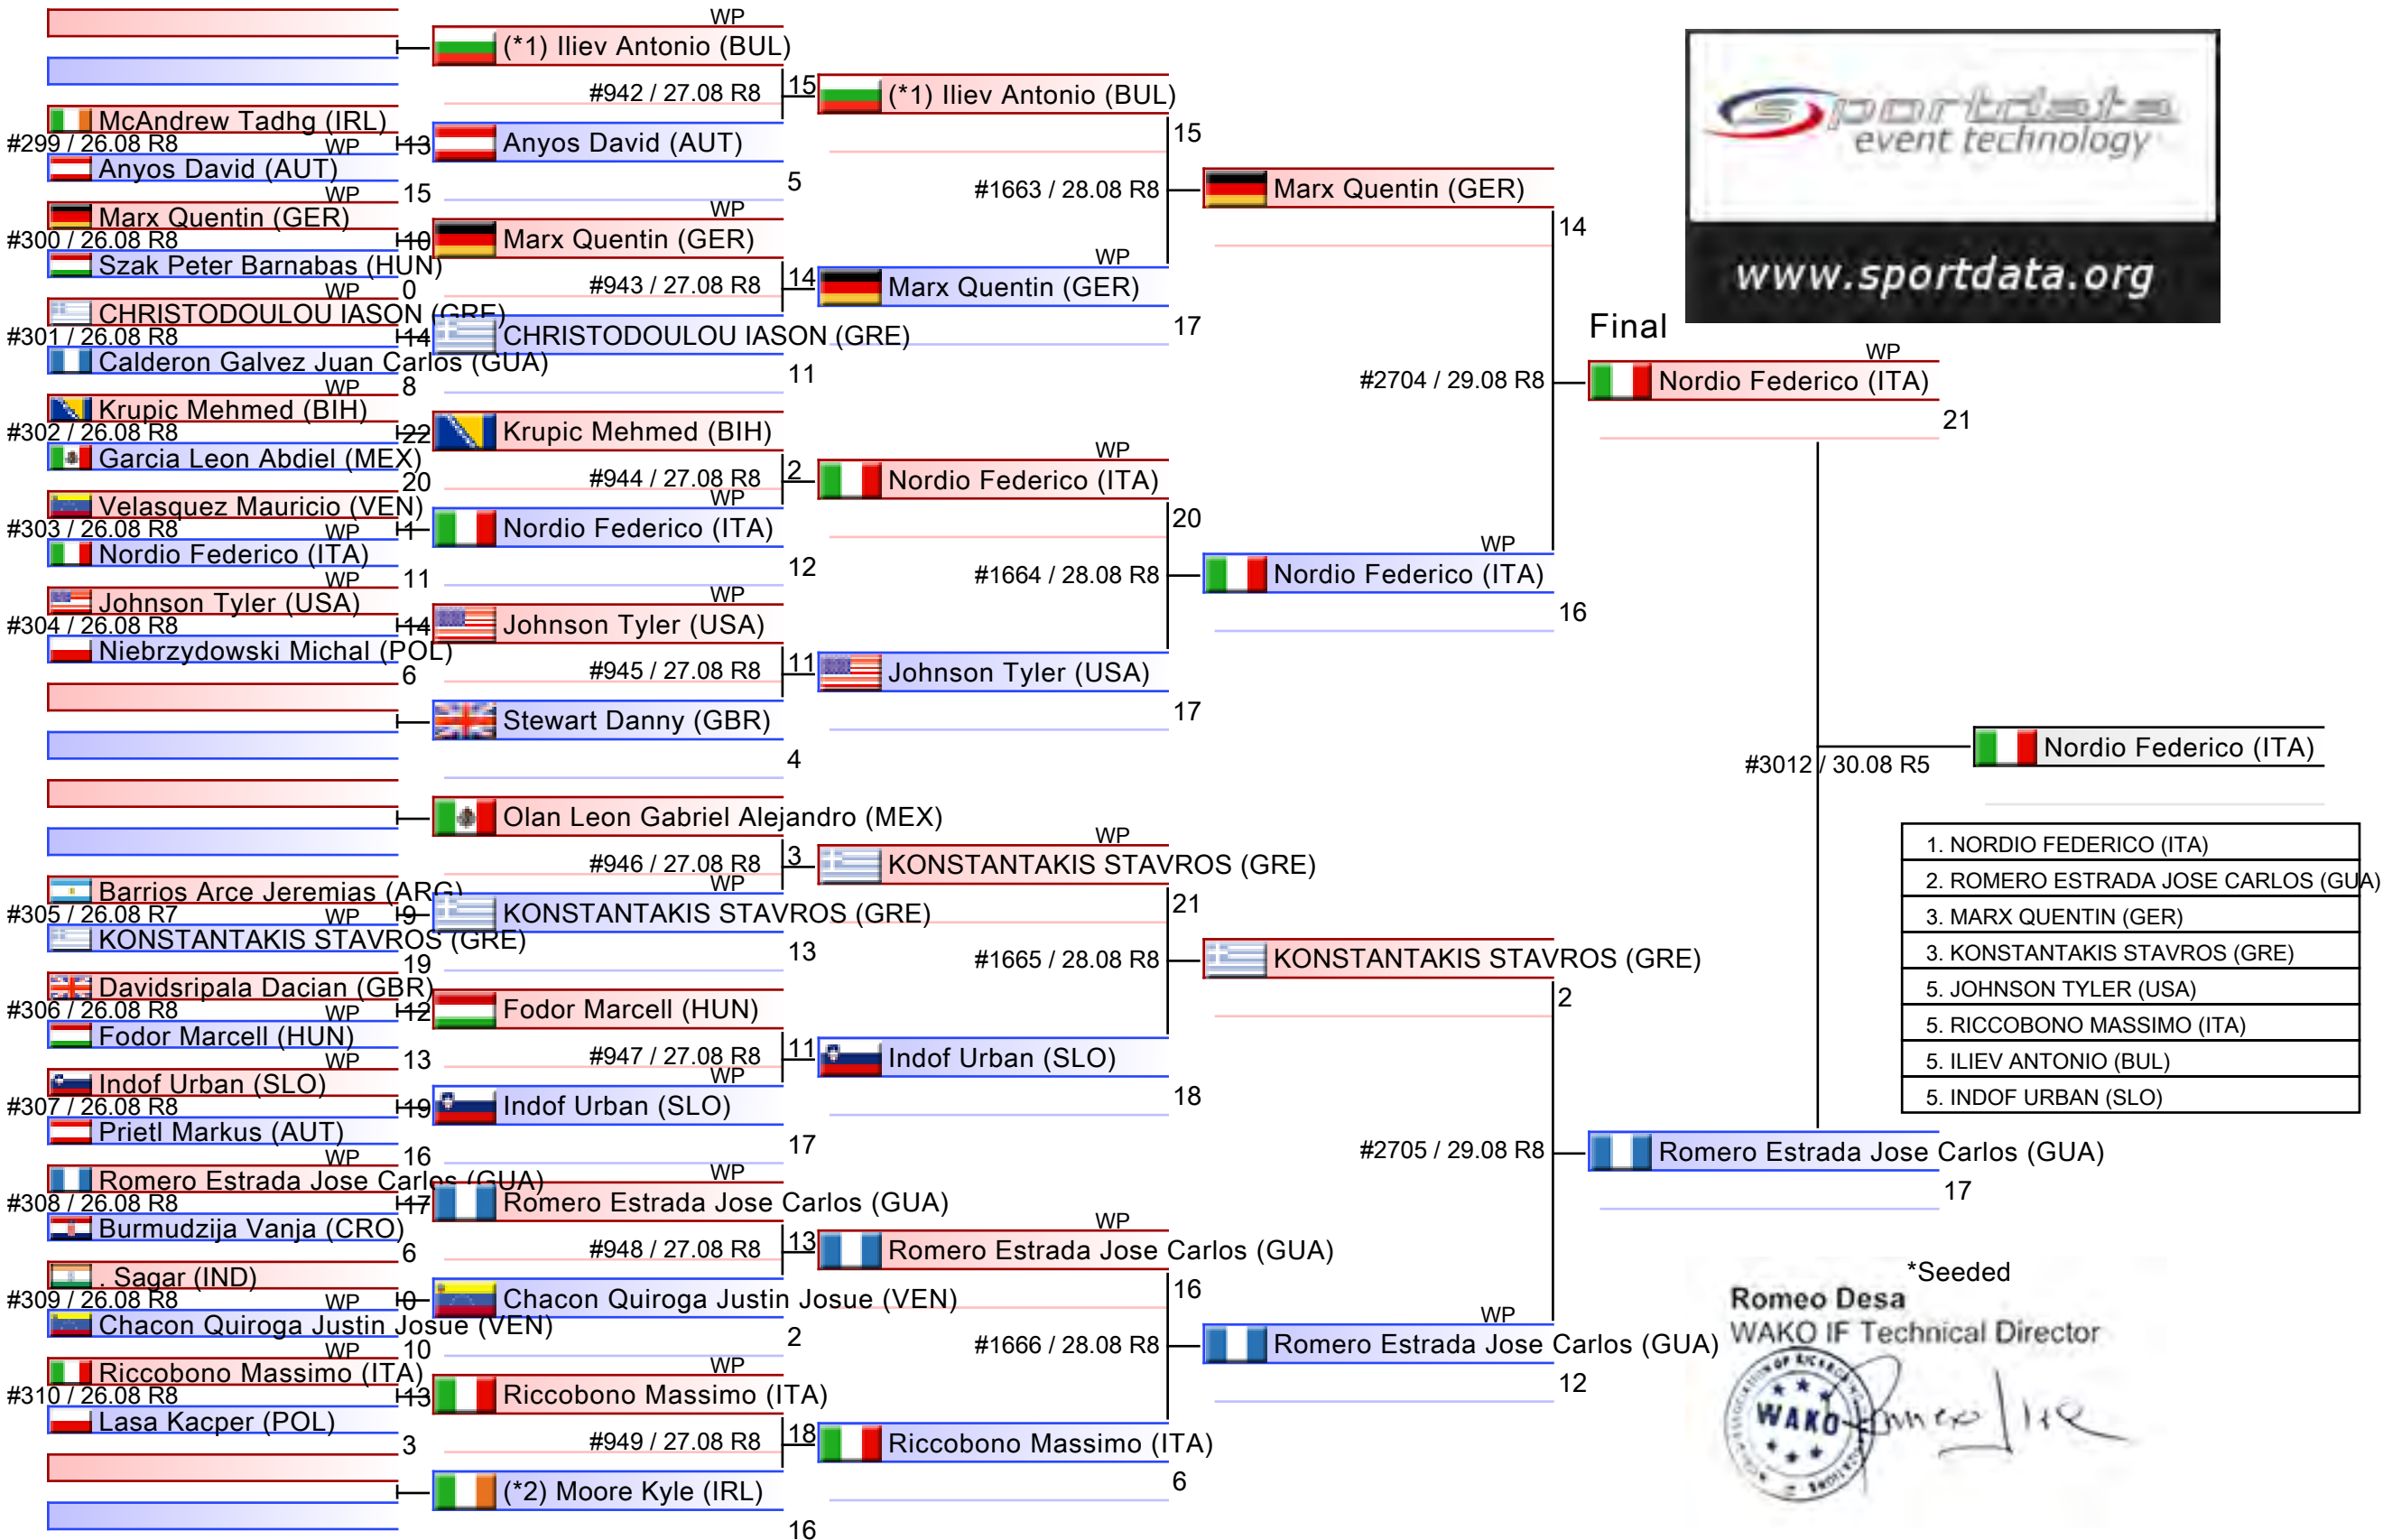 WP
(*1) Iliev Antonio (BUL)
#942 / 27.08 R8
15
(*1) Iliev Antonio (BUL)
McAndrew Tadhg (IRL)
#299 / 26.08 R8
WP
13
Anyos David (AUT)
Anyos David (AUT)
15
5
15
#1663 / 28.08 R8
Marx Quentin (GER)
14
WP
Marx Quentin (GER)
#300 / 26.08 R8
10
Szak Peter Barnabas (HUN)
0
WP
Marx Quentin (GER)
#943 / 27.08 R8
14
WP
Marx Quentin (GER)
17
WP
CHRISTODOULOU IASON (GRE)
#301 / 26.08 R8
14
Calderon Galvez Juan Carlos (GUA)
8
CHRISTODOULOU IASON (GRE)
11
#2704 / 29.08 R8
Final
WP
Nordio Federico (ITA)
21
WP
Krupic Mehmed (BIH)
#302 / 26.08 R8
22
Garcia Leon Abdiel (MEX)
20
Krupic Mehmed (BIH)
#944 / 27.08 R8
2
WP
Nordio Federico (ITA)
20
Velasquez Mauricio (VEN)
#303 / 26.08 R8
WP
1
Nordio Federico (ITA)
11
WP
Nordio Federico (ITA)
12
#1664 / 28.08 R8
WP
Nordio Federico (ITA)
16
WP
Johnson Tyler (USA)
#304 / 26.08 R8
14
Niebrzydowski Michal (POL)
6
WP
Johnson Tyler (USA)
#945 / 27.08 R8
11
Johnson Tyler (USA)
17
Stewart Danny (GBR)
4
#3012 / 30.08 R5
Nordio Federico (ITA)
Olan Leon Gabriel Alejandro (MEX)
#946 / 27.08 R8
3
WP
KONSTANTAKIS STAVROS (GRE)
21
Barrios Arce Jeremias (ARG)
#305 / 26.08 R7
WP
9
KONSTANTAKIS STAVROS (GRE)
19
WP
KONSTANTAKIS STAVROS (GRE)
13
#1665 / 28.08 R8
KONSTANTAKIS STAVROS (GRE)
2
Davidsripala Dacian (GBR)
#306 / 26.08 R8
WP
12
Fodor Marcell (HUN)
13
Fodor Marcell (HUN)
#947 / 27.08 R8
11
Indof Urban (SLO)
18
WP
Indof Urban (SLO)
#307 / 26.08 R8
19
Prietl Markus (AUT)
16
WP
Indof Urban (SLO)
17
#2705 / 29.08 R8
Romero Estrada Jose Carlos (GUA)
17
WP
Romero Estrada Jose Carlos (GUA)
#308 / 26.08 R8
17
Burmudzija Vanja (CRO)
6
WP
Romero Estrada Jose Carlos (GUA)
#948 / 27.08 R8
13
WP
Romero Estrada Jose Carlos (GUA)
16
. Sagar (IND)
#309 / 26.08 R8
WP
0
Chacon Quiroga Justin Josue (VEN)
10
Chacon Quiroga Justin Josue (VEN)
2
#1666 / 28.08 R8
WP
Romero Estrada Jose Carlos (GUA)
12
WP
Riccobono Massimo (ITA)
#310 / 26.08 R8
13
Lasa Kacper (POL)
3
WP
Riccobono Massimo (ITA)
#949 / 27.08 R8
18
Riccobono Massimo (ITA)
6
(*2) Moore Kyle (IRL)
16
sportdata
event technology
www.sportdata.org
1. NORDIO FEDERICO (ITA)
2. ROMERO ESTRADA JOSE CARLOS (GUA)
3. MARX QUENTIN (GER)
3. KONSTANTAKIS STAVROS (GRE)
5. JOHNSON TYLER (USA)
5. RICCOBONO MASSIMO (ITA)
5. ILIEV ANTONIO (BUL)
5. INDOF URBAN (SLO)
*Seeded
Romeo Desa
WAKO IF Technical Director
WAKO